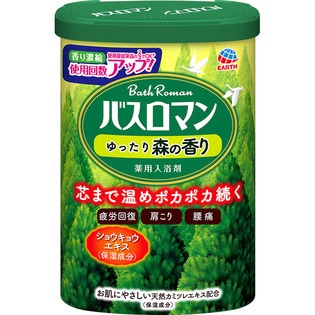 香り濃縮
使用回数
アップ!
EARTH
Bath Roman
バスロマン
ゆったり森の香り
薬用入浴剤
芯まで温めポカポカ続く
疲労回復 肩こり 腰痛
ショウキョウ
エキス
(保湿成分)
お肌にやさしい天然カミツレエキス配合
(保湿成分)